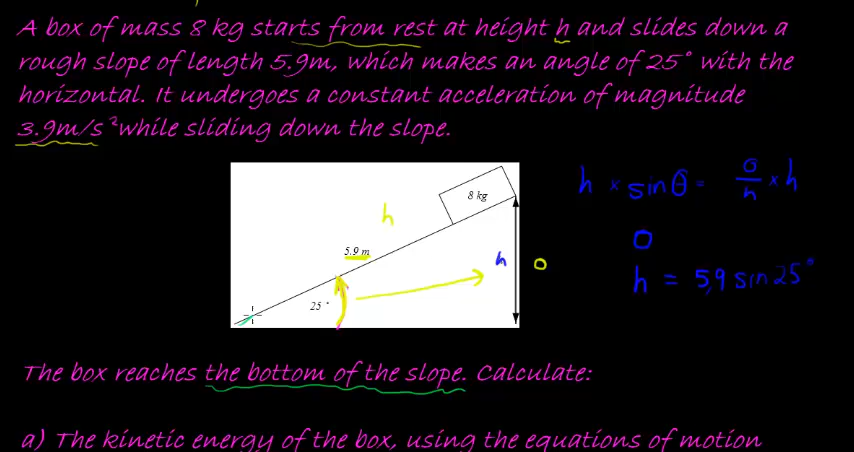 A box of mass 8 kg starts from rest at height h and slides down a
rough slope of length 5.9m, which makes an angle of 25° with the
horizontal. It undergoes a constant acceleration of magnitude
3.9m/s² while sliding down the slope.
8 kg
h × sin θ = o/h × h
h
5.9 m
h
o
o
h = 5,9 sin 25°
25 °
The box reaches the bottom of the slope. Calculate:
a) The kinetic energy of the box, using the equations of motion